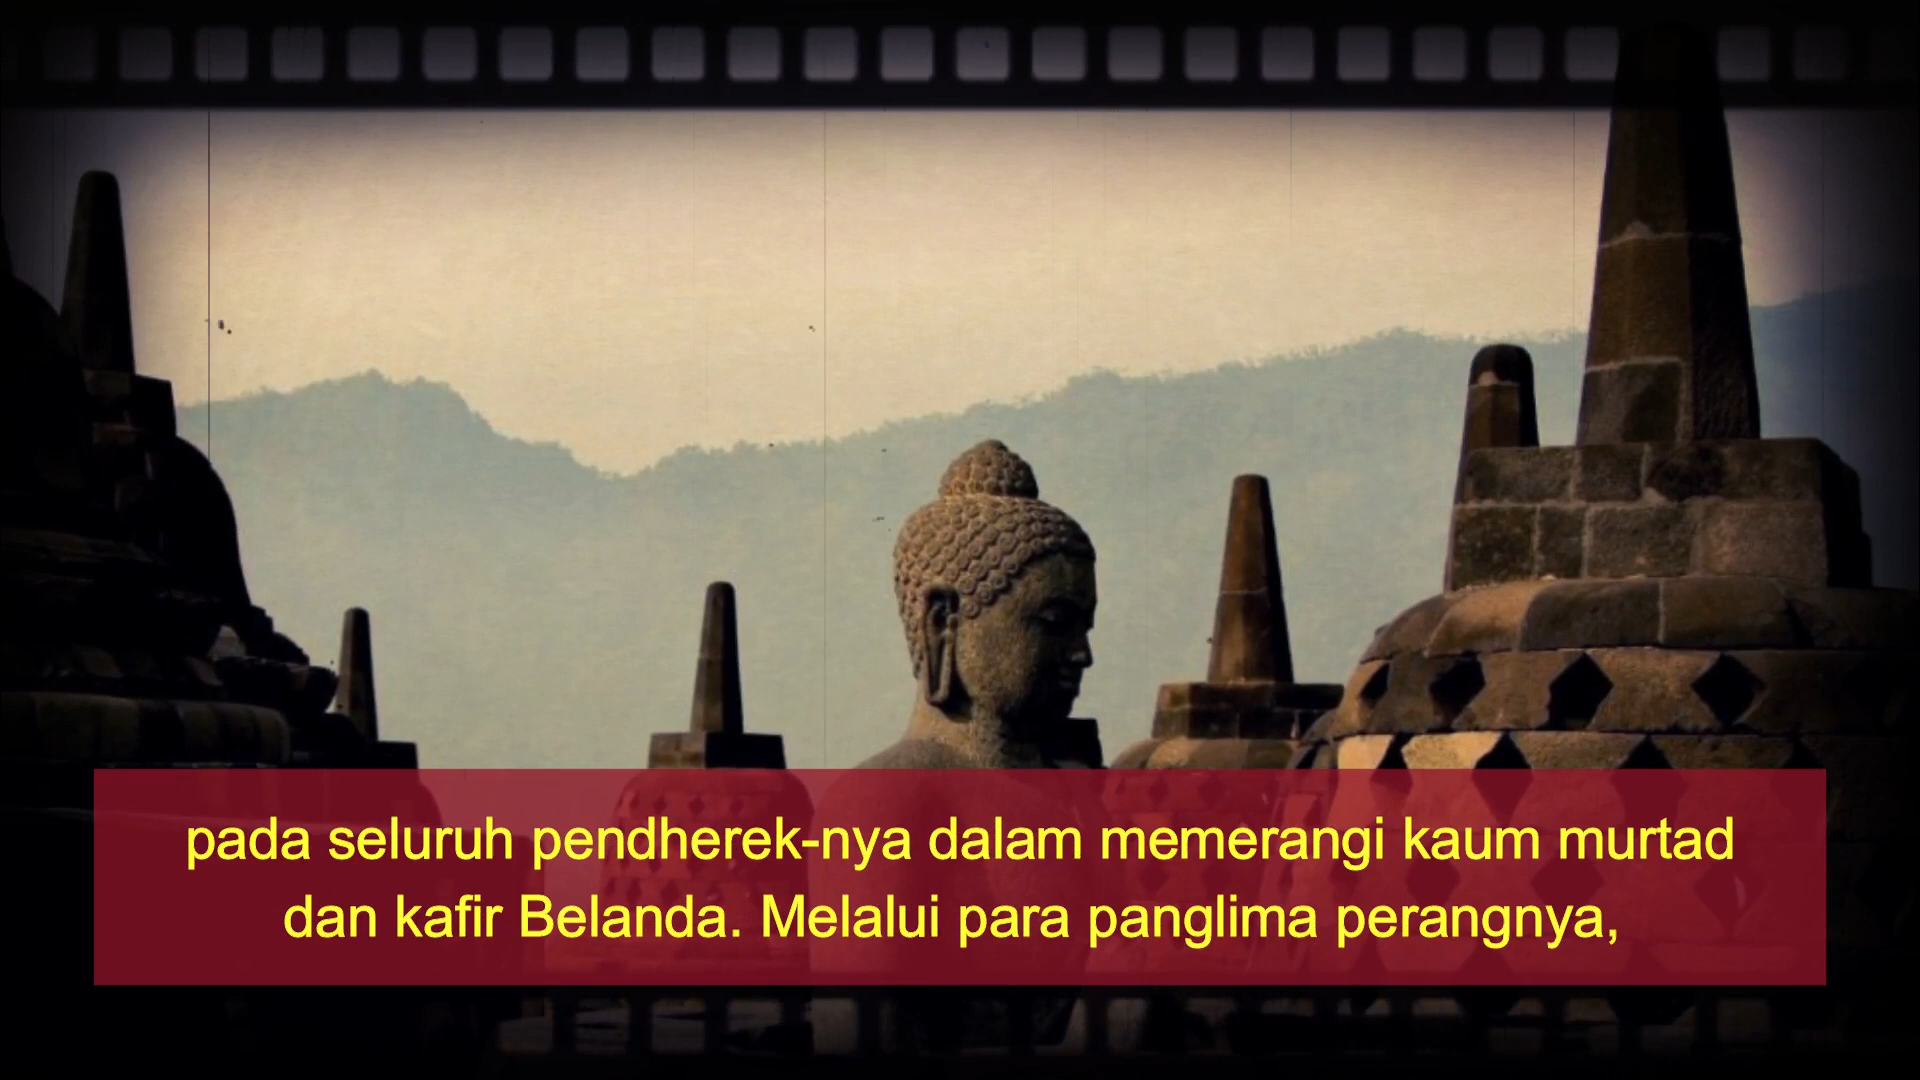 pada seluruh pendherek-nya dalam memerangi kaum murtad
dan kafir Belanda. Melalui para panglima perangnya,